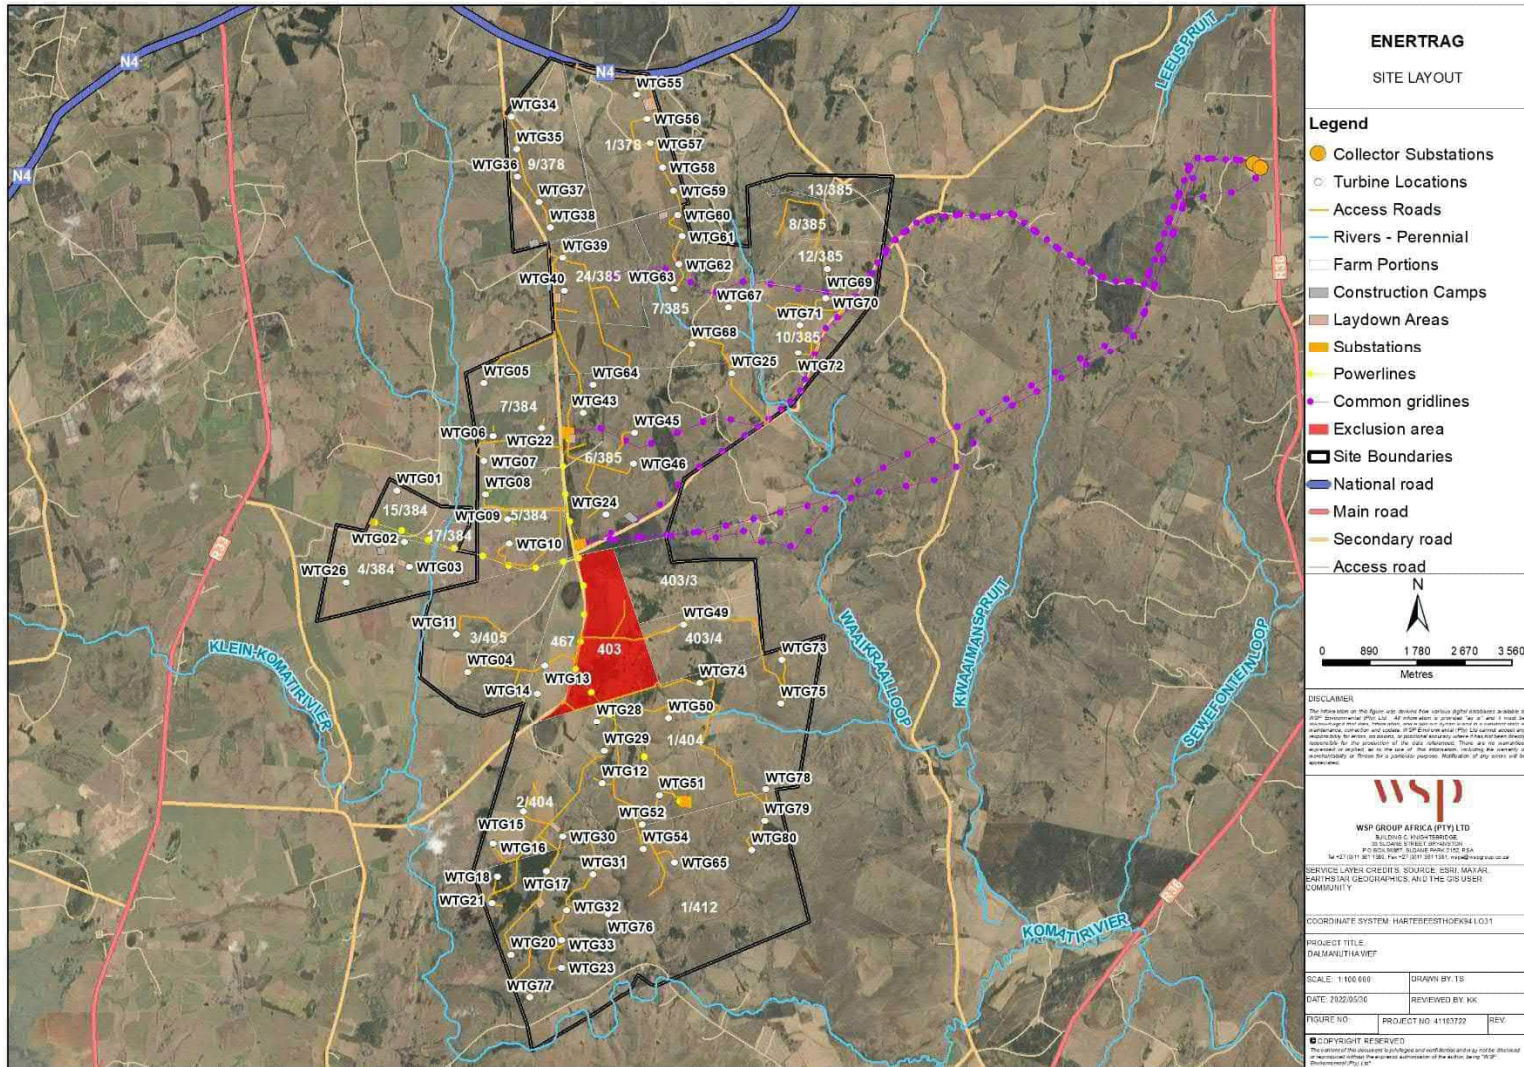 N4
N4
N4
LEEUSPRUIT
R36
R33
WTG55
WTG34
WTG56
WTG35
1/378
WTG57
WTG36
9/378
WTG58
WTG37
WTG59
13/385
WTG38
WTG60
8/385
WTG61
WTG39
12/385
WTG40
24/385
WTG63
WTG62
WTG69
WTG67
WTG70
7/385
WTG71
WTG68
10/385
WTG05
WTG64
WTG25
WTG72
7/384
WTG43
WTG45
WTG06
WTG22
6/385
WTG07
WTG46
WTG01
WTG08
15/384
WTG24
WTG09
5/384
WTG02
17/384
WTG10
WTG26
4/384
WTG03
403/3
WTG11
WTG49
3/405
467
403
403/4
WTG73
KLEIN-KOMATIRIVIER
WTG04
WTG13
WTG74
WTG14
WTG75
WTG28
WTG50
WAAIKRAALLOOP
KWAAIMANSPRUIT
SEWEFONTEINLOOP
WTG29
1/404
WTG12
WTG51
WTG78
2/404
WTG52
WTG79
WTG15
WTG30
WTG54
WTG80
WTG16
WTG31
WTG65
WTG18
WTG17
WTG21
WTG32
1/412
WTG76
WTG20
WTG33
WTG23
WTG77
KOMATIRIVIER
R36
ENERTRAG
SITE LAYOUT
Legend
Collector Substations
Turbine Locations
Access Roads
Rivers - Perennial
Farm Portions
Construction Camps
Laydown Areas
Substations
Powerlines
Common gridlines
Exclusion area
Site Boundaries
National road
Main road
Secondary road
Access road
N
0 890 1 780 2 670 3 560
Metres
DISCLAIMER
wsp
WSP GROUP AFRICA (PTY) LTD
BUILDING C, KNIGHTSBRIDGE,
33 SLOANE STREET, BRYANSTON
SERVICE LAYER CREDITS: SOURCE: ESRI, MAXAR,
EARTHSTAR GEOGRAPHICS, AND THE GIS USER
COMMUNITY
COORDINATE SYSTEM: HARTEBEESTHOEK94 LO31
PROJECT TITLE:
DALMANUTHA WEF
SCALE: 1:100 000
DRAWN BY: TS
DATE: 2022/05/30
REVIEWED BY: KK
FIGURE NO:
PROJECT NO: 41103722
REV:
© COPYRIGHT RESERVED